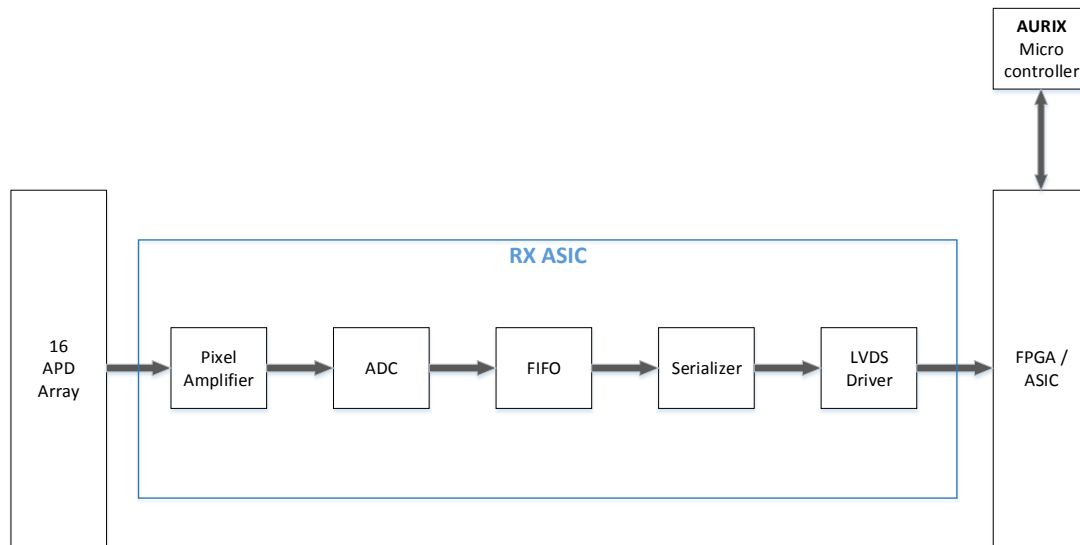 AURIX
Micro
controller
RX ASIC
16
APD
Array
Pixel
Amplifier
ADC
FIFO
Serializer
LVDS
Driver
FPGA /
ASIC